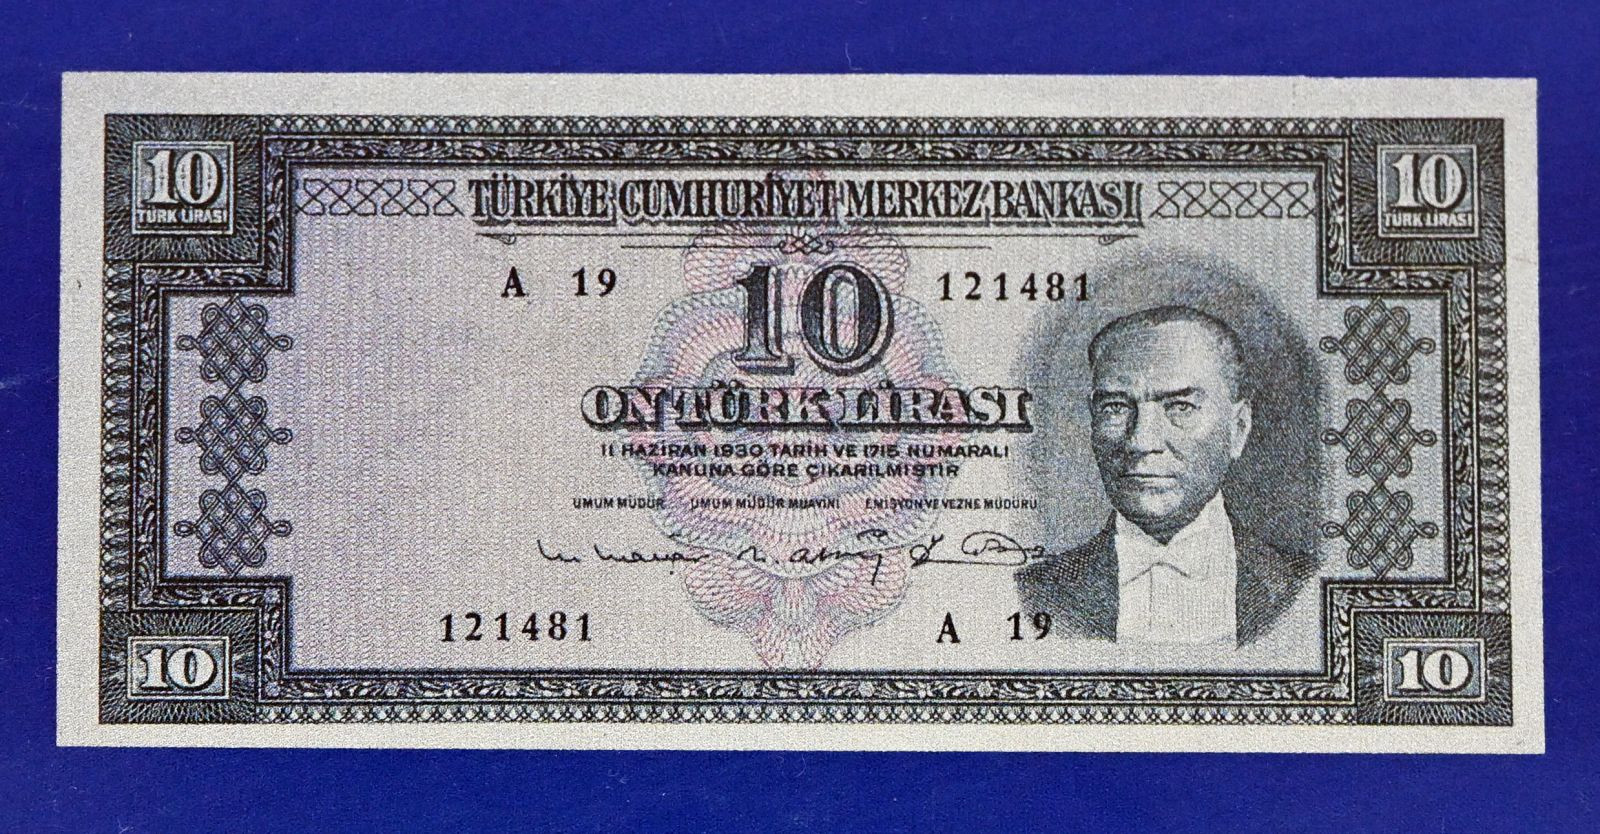 10
TÜRK LİRASI
TÜRKİYE CUMHURİYET MERKEZ BANKASI
10
TÜRK LİRASI
A 19
10
121481
ON TÜRK LİRASI
11 HAZİRAN 1930 TARİH VE 1715 NUMARALI
KANUNA GÖRE ÇIKARILMIŞTIR
UMUM MÜDÜR UMUM MÜDÜR MUAVİNİ EMİSYON VE VEZNE MÜDÜRÜ
121481
A 19
10
10